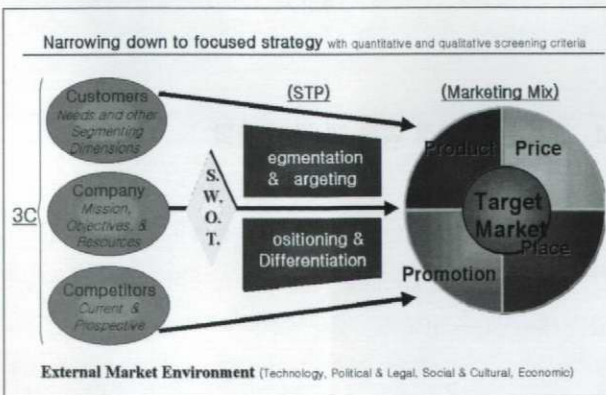 Narrowing down to focused strategy with quantitative and qualitative screening criteria
(STP)
(Marketing Mix)
3C
Customers
Needs and other
Segmenting
Dimensions
Company
Mission,
Objectives, &
Resources
Competitors
Current &
Prospective
S.
W.
O.
T.
egmentation
& argeting
ositioning &
Differentiation
Product
Price
Target
Market
Place
Promotion
External Market Environment (Technology, Political & Legal, Social & Cultural, Economic)